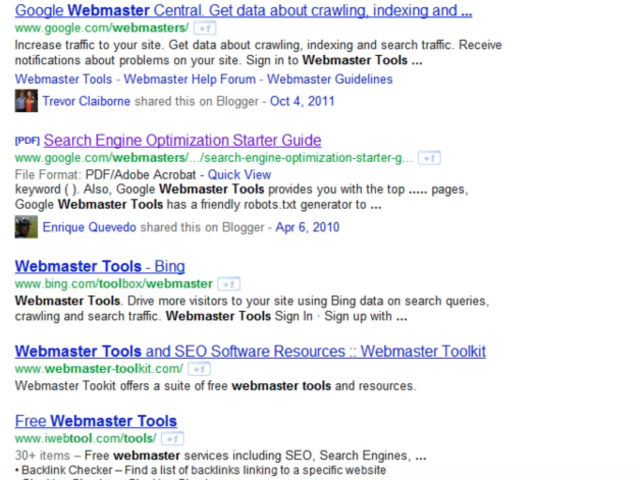 Google Webmaster Central. Get data about crawling, indexing and ...
www.google.com/webmasters/ +1
Increase traffic to your site. Get data about crawling, indexing and search traffic. Receive
notifications about problems on your site. Sign in to Webmaster Tools ...
Webmaster Tools - Webmaster Help Forum - Webmaster Guidelines
Trevor Claiborne shared this on Blogger - Oct 4, 2011
[PDF] Search Engine Optimization Starter Guide
www.google.com/webmasters/.../search-engine-optimization-starter-g... +1
File Format: PDF/Adobe Acrobat - Quick View
keyword ( ). Also, Google Webmaster Tools provides you with the top ..... pages,
Google Webmaster Tools has a friendly robots.txt generator to ...
Enrique Quevedo shared this on Blogger - Apr 6, 2010
Webmaster Tools - Bing
www.bing.com/toolbox/webmaster +1
Webmaster Tools. Drive more visitors to your site using Bing data on search queries,
crawling and search traffic. Webmaster Tools Sign In · Sign up with ...
Webmaster Tools and SEO Software Resources :: Webmaster Toolkit
www.webmaster-toolkit.com/ +1
Webmaster Tookit offers a suite of free webmaster tools and resources.
Free Webmaster Tools
www.iwebtool.com/tools/ +1
30+ items – Free webmaster services including SEO, Search Engines, ...
• Backlink Checker – Find a list of backlinks linking to a specific website